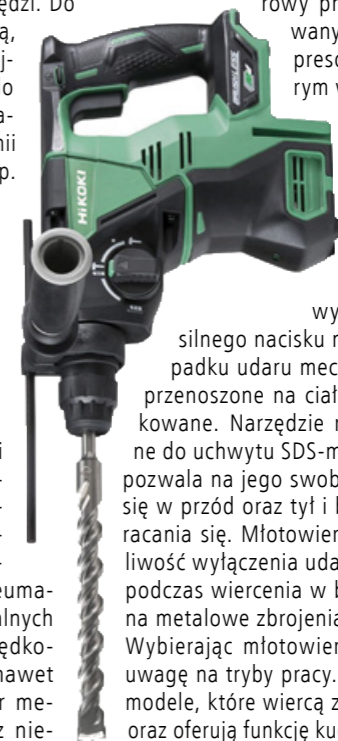 ędzi. Do
ą,
j-
a-
nii
p.
i
euma-
alnych
ędko-
nawet
r me-
z nie-
HiKOKI
rowy pr
wany
preso
rym w
wy
silnego nacisku
padku udaru mec
przenoszone na ciał
kowane. Narzędzie
ne do uchwytu SDS-
pozwala na jego swob
się w przód oraz tył i
racania się. Młotowier
liwość wyłączenia uda
podczas wiercenia w
na metalowe zbrojenia
Wybierając młotowier
uwagę na tryby pracy.
modele, które wiercą z
oraz oferują funkcję ku